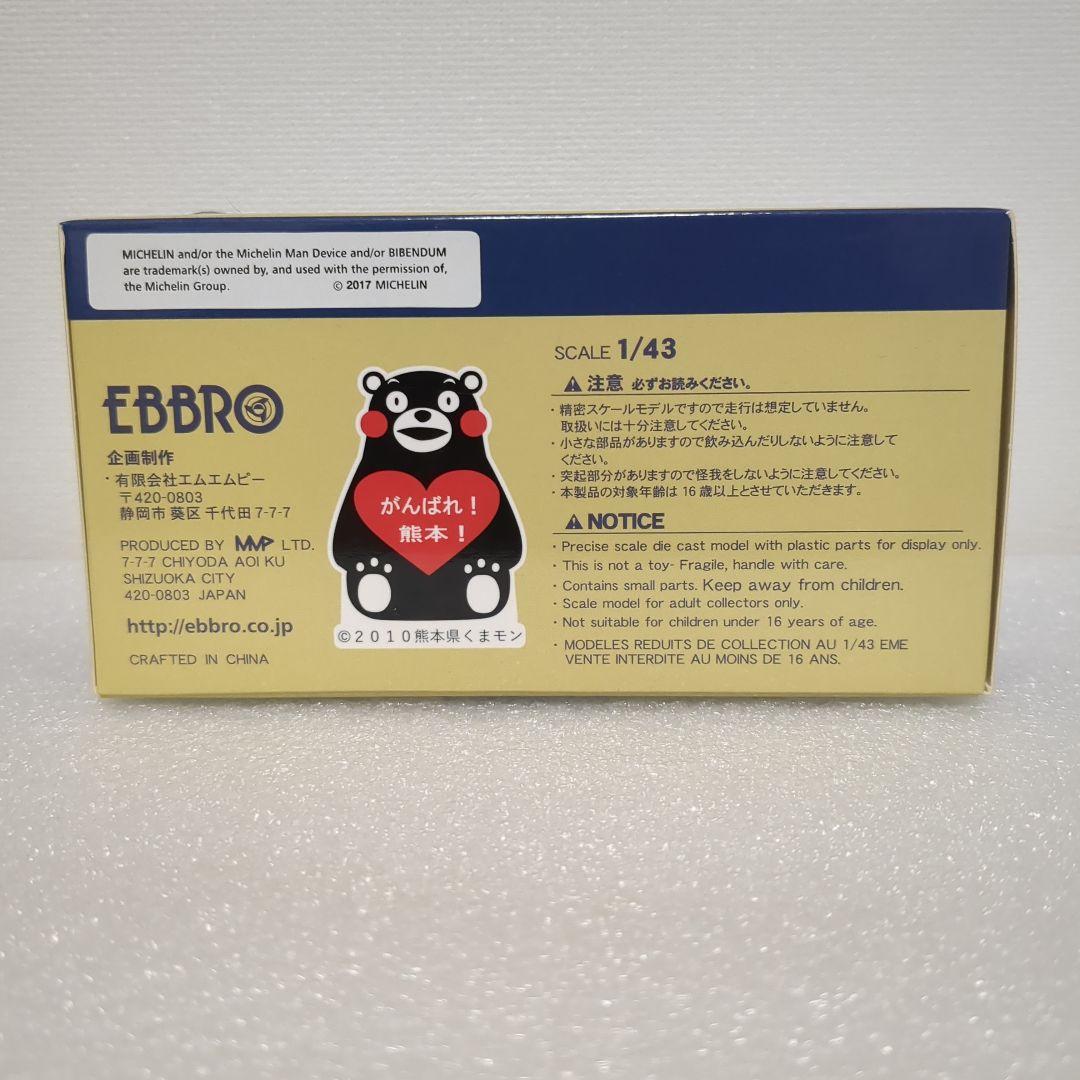 MICHELIN and/or the Michelin Man Device and/or BIBENDUM
are trademark(s) owned by, and used with the permission of,
the Michelin Group. © 2017 MICHELIN
EBBRO
企画制作
・有限会社エムエムピー
〒420-0803
静岡市 葵区 千代田 7-7-7
PRODUCED BY MMP LTD.
7-7-7 CHIYODA AOI KU
SHIZUOKA CITY
420-0803 JAPAN
http://ebbro.co.jp
CRAFTED IN CHINA
がんばれ！
熊本！
©２０１０熊本県くまモン
SCALE 1/43
注意 必ずお読みください。
・精密スケールモデルですので走行は想定していません。
取扱いには十分注意してください。
・小さな部品がありますので飲み込んだりしないように注意して
ください。
・突起部分がありますので怪我をしないように注意してください。
・本製品の対象年齢は 16 歳以上とさせていただきます。
NOTICE
・Precise scale die cast model with plastic parts for display only.
・This is not a toy- Fragile, handle with care.
・Contains small parts. Keep away from children.
・Scale model for adult collectors only.
・Not suitable for children under 16 years of age.
・MODELES REDUITS DE COLLECTION AU 1/43 EME
VENTE INTERDITE AU MOINS DE 16 ANS.